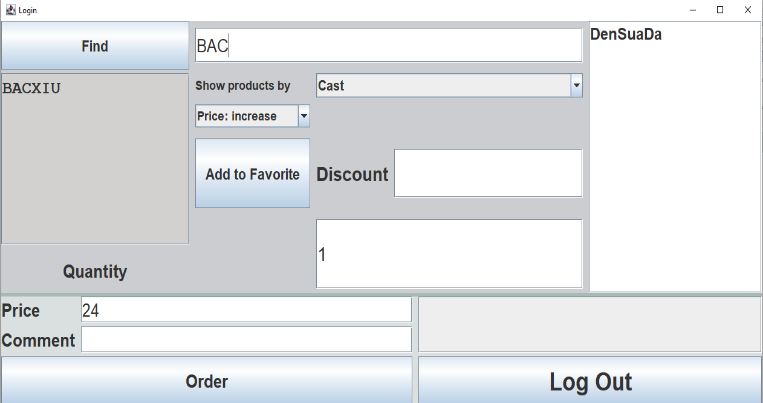 Login
Find
BAC
DenSuaDa
BACXIU
Show products by
Cast
Price: increase
Add to Favorite
Discount
1
Quantity
Price
24
Comment
Order
Log Out